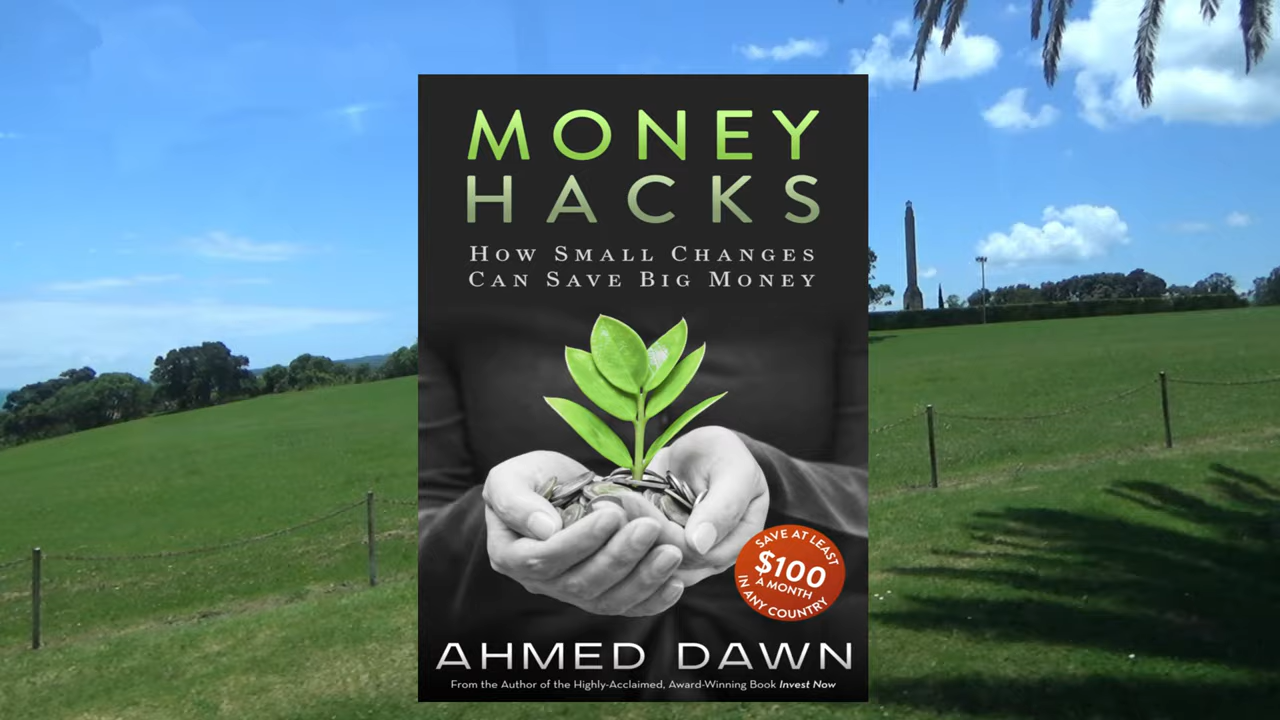 MONEY
HACKS
HOW SMALL CHANGES
CAN SAVE BIG MONEY
SAVE AT LEAST
$100
A MONTH
IN ANY COUNTRY
AHMED DAWN
From the Author of the Highly-Acclaimed, Award-Winning Book Invest Now